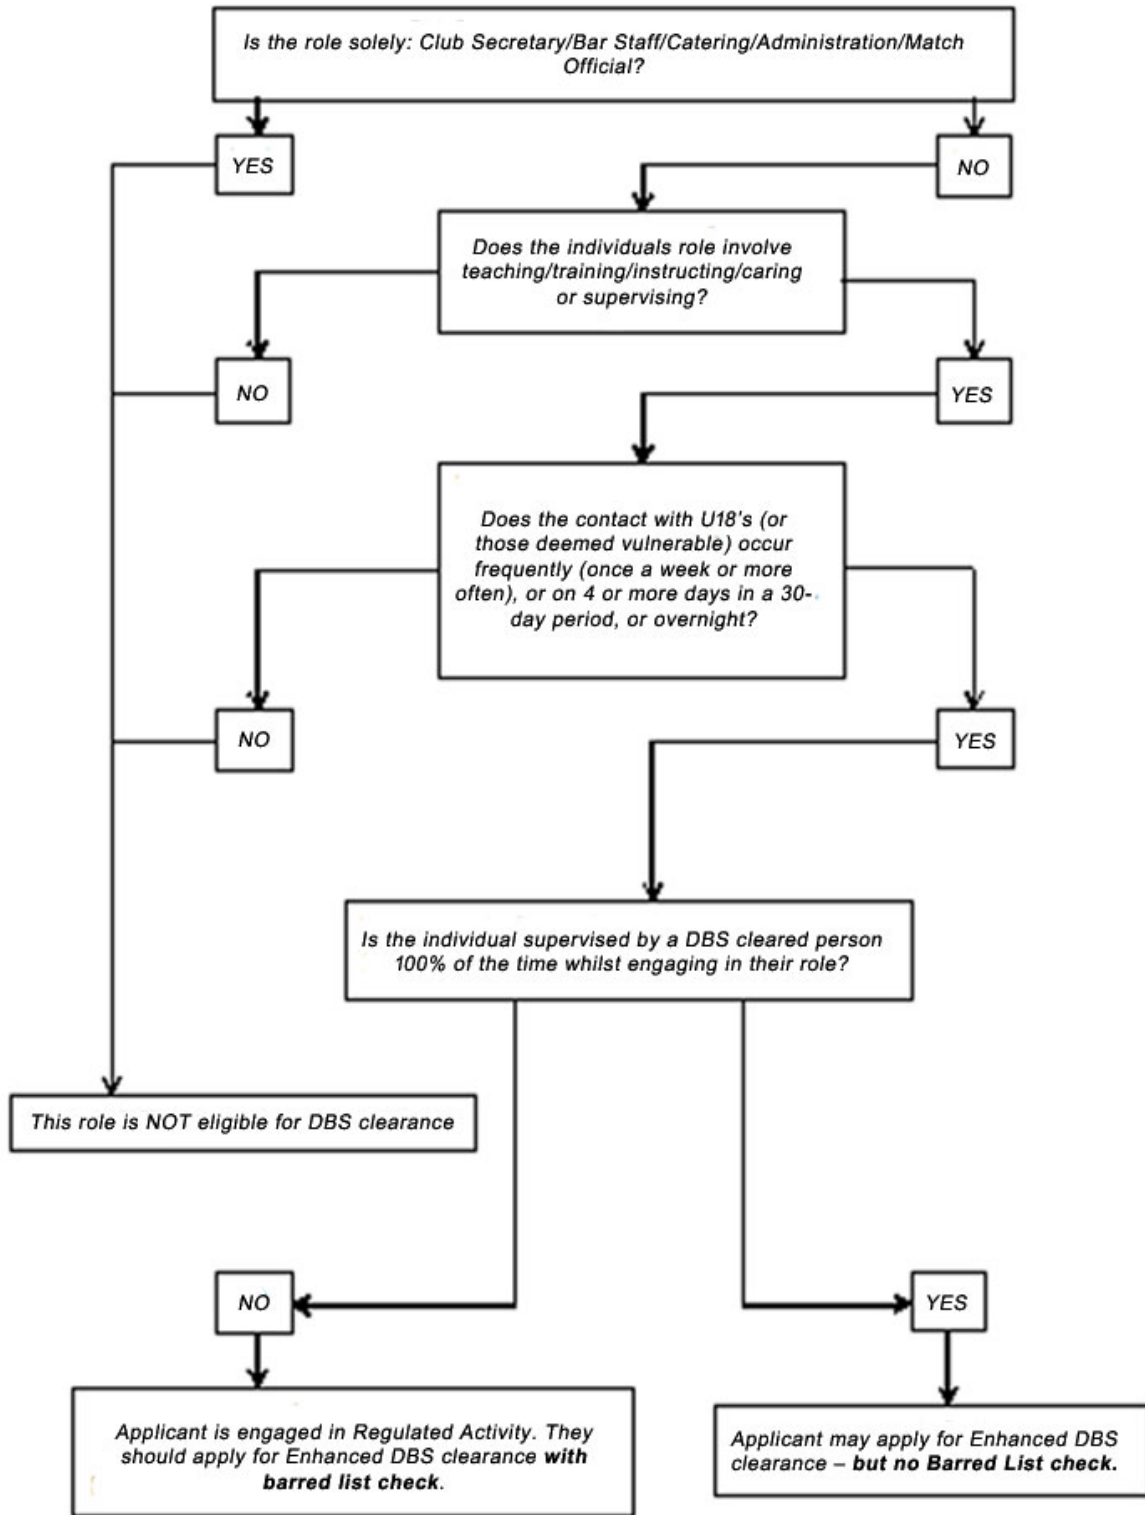 Is the role solely: Club Secretary/Bar Staff/Catering/Administration/Match
Official?
YES
NO
Does the individuals role involve
teaching/training/instructing/caring
or supervising?
NO
YES
Does the contact with U18's (or
those deemed vulnerable) occur
frequently (once a week or more
often), or on 4 or more days in a 30-
day period, or overnight?
NO
YES
Is the individual supervised by a DBS cleared person
100% of the time whilst engaging in their role?
This role is NOT eligible for DBS clearance
NO
YES
Applicant is engaged in Regulated Activity. They
should apply for Enhanced DBS clearance with
barred list check.
Applicant may apply for Enhanced DBS
clearance – but no Barred List check.